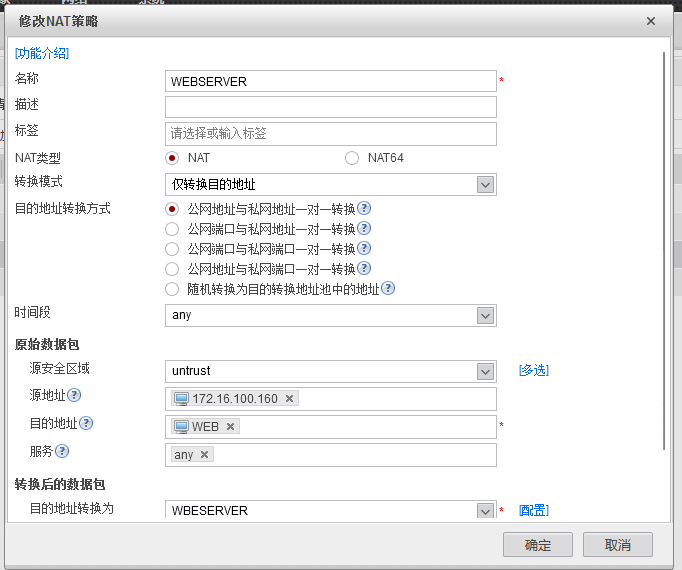 修改NAT策略
[功能介绍]
名称 WEBSERVER *
描述
标签 请选择或输入标签
NAT类型 NAT NAT64
转换模式 仅转换目的地址
目的地址转换方式 公网地址与私网地址一对一转换
公网端口与私网地址一对一转换
公网端口与私网端口一对一转换
公网地址与私网端口一对一转换
随机转换为目的转换地址池中的地址
时间段 any
原始数据包
源安全区域 untrust [多选]
源地址 172.16.100.160
目的地址 WEB *
服务 any
转换后的数据包
目的地址转换为 WBESERVER * [配置]
确定 取消